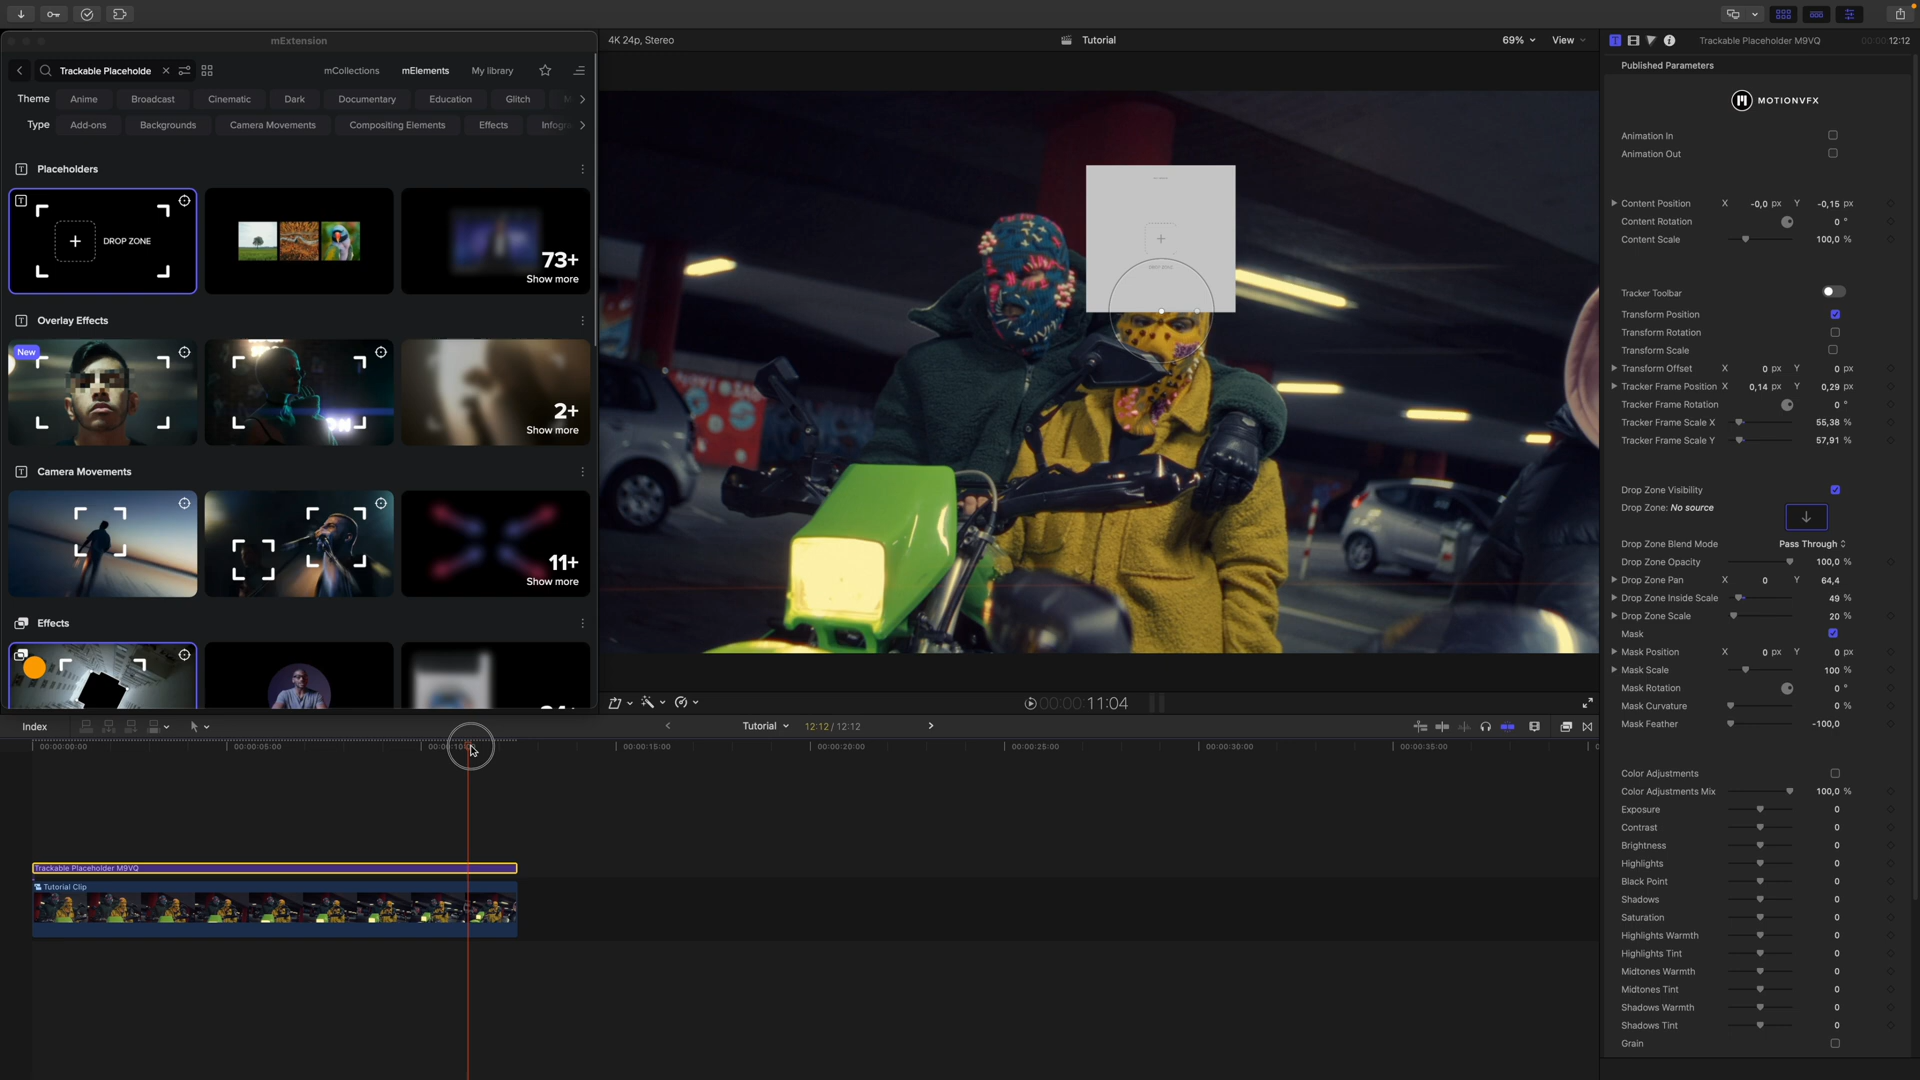 mExtension
4K 24p, Stereo
Tutorial
69%
View
Trackable Placeholder M9VQ
00:00:12:12
Trackable Placeholde
mCollections
mElements
My library
Published Parameters
Theme
Anime
Broadcast
Cinematic
Dark
Documentary
Education
Glitch
MOTIONVFX
Type
Add-ons
Backgrounds
Camera Movements
Compositing Elements
Effects
Infogr
Animation In
Animation Out
Placeholders
DROP ZONE
73+
Show more
Content Position X -0,0 px Y -0,15 px
Content Rotation 0 °
Content Scale 100,0 %
Tracker Toolbar
Overlay Effects
New
2+
Show more
Transform Position
Transform Rotation
Transform Scale
Transform Offset X 0 px Y 0 px
Tracker Frame Position X 0,14 px Y 0,29 px
Tracker Frame Rotation 0 °
Tracker Frame Scale X 55,38 %
Tracker Frame Scale Y 57,91 %
Camera Movements
11+
Show more
Drop Zone Visibility
Drop Zone: No source
Drop Zone Blend Mode Pass Through
Drop Zone Opacity 100,0 %
Drop Zone Pan X 0 Y 64,4
Drop Zone Inside Scale 49 %
Drop Zone Scale 20 %
Effects
Mask
Mask Position X 0 px Y 0 px
Mask Scale 100 %
Mask Rotation 0 °
Mask Curvature 0 %
Mask Feather -100,0
00:00:00:11:04
Index
Tutorial
12:12 / 12:12
00:00:00:00
00:00:05:00
00:00:10:0
00:00:15:00
00:00:20:00
00:00:25:00
00:00:30:00
00:00:35:00
Color Adjustments
Color Adjustments Mix 100,0 %
Exposure 0
Contrast 0
Brightness 0
Highlights 0
Black Point 0
Shadows 0
Saturation 0
Highlights Warmth 0
Highlights Tint 0
Midtones Warmth 0
Midtones Tint 0
Shadows Warmth 0
Shadows Tint 0
Grain
Trackable Placeholder M9VQ
Tutorial Clip